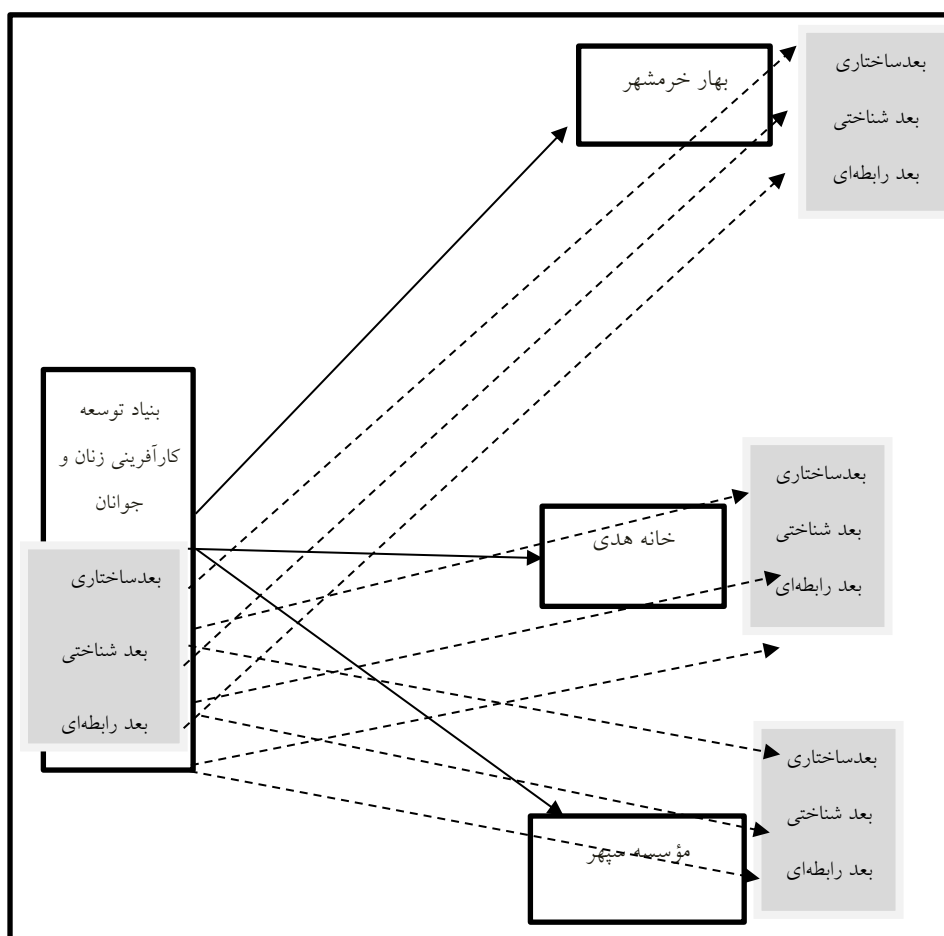 بهار خرمشهر
بعدساختاری
بعد شناختی
بعد رابطه‌ای
بنیاد توسعه
کارآفرینی زنان و
جوانان
بعدساختاری
بعد شناختی
بعد رابطه‌ای
خانه هدی
بعدساختاری
بعد شناختی
بعد رابطه‌ای
مؤسسه سپهر
بعدساختاری
بعد شناختی
بعد رابطه‌ای